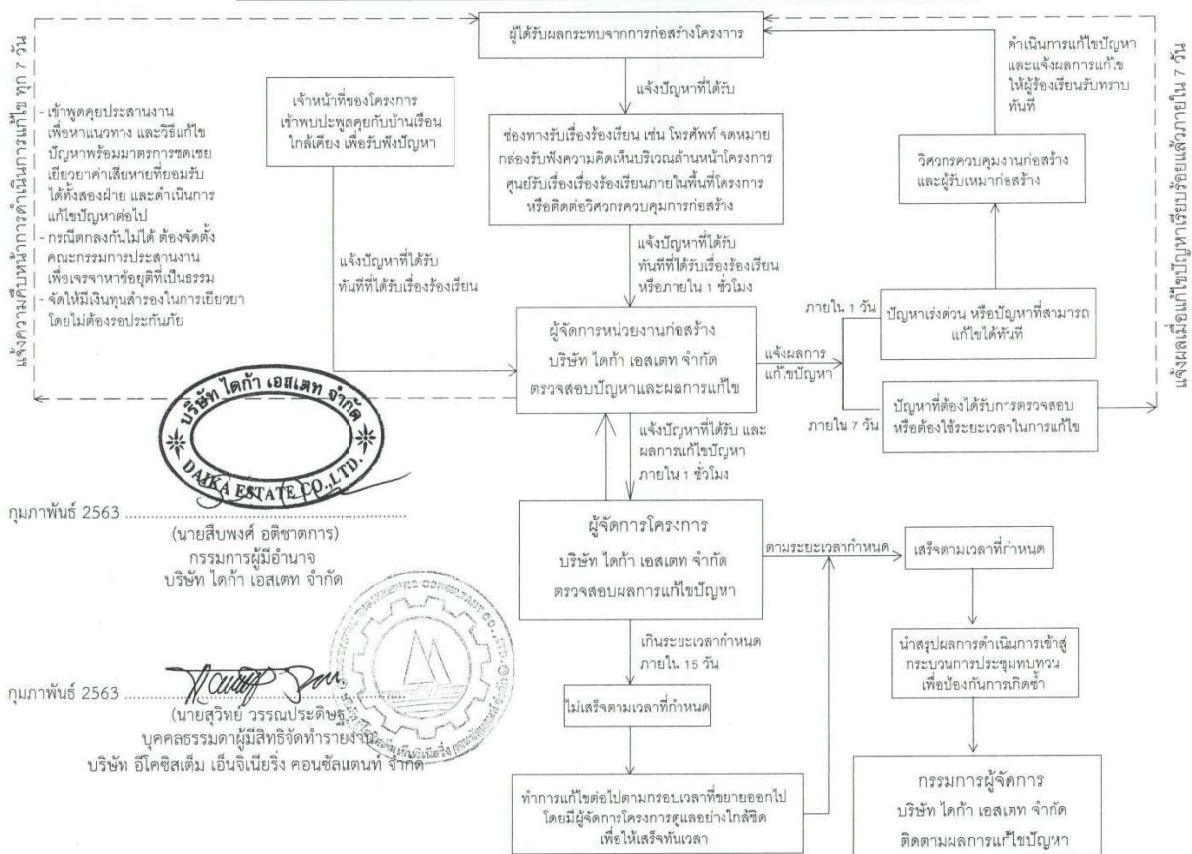 ผู้ได้รับผลกระทบจากการก่อสร้างโครงการ
แจ้งปัญหาที่ได้รับ
ช่องทางรับเรื่องร้องเรียน เช่น โทรศัพท์ จดหมาย
กล่องรับฟังความคิดเห็นบริเวณด้านหน้าโครงการ
ศูนย์รับเรื่องเรื่องร้องเรียนภายในพื้นที่โครงการ
หรือติดต่อวิศวกรควบคุมการก่อสร้าง
เจ้าหน้าที่ของโครงการ
เข้าพบปะพูดคุยกับบ้านเรือน
ใกล้เคียง เพื่อรับฟังปัญหา
แจ้งปัญหาที่ได้รับ
ทันทีที่ได้รับเรื่องร้องเรียน
แจ้งปัญหาที่ได้รับ
ทันทีที่ได้รับเรื่องร้องเรียน
หรือภายใน 1 ชั่วโมง
แจ้งความคืบหน้าการดำเนินการแก้ไข ทุก 7 วัน
- เข้าพูดคุยประสานงาน
เพื่อหาแนวทาง และวิธีแก้ไข
ปัญหาพร้อมมาตรการชดเชย
เยียวยาค่าเสียหายที่ยอมรับ
ได้ทั้งสองฝ่าย และดำเนินการ
แก้ไขปัญหาต่อไป
- กรณีตกลงกันไม่ได้ ต้องจัดตั้ง
คณะกรรมการประสานงาน
เพื่อเจรจาหาข้อยุติที่เป็นธรรม
- จัดให้มีเงินทุนสำรองในการเยียวยา
โดยไม่ต้องรอประกันภัย
ผู้จัดการหน่วยงานก่อสร้าง
บริษัท ไดก้า เอสเตท จำกัด
ตรวจสอบปัญหาและผลการแก้ไข
แจ้งผลการ
แก้ไขปัญหา
ภายใน 1 วัน
ปัญหาเร่งด่วน หรือปัญหาที่สามารถ
แก้ไขได้ทันที
ภายใน 7 วัน
ปัญหาที่ต้องได้รับการตรวจสอบ
หรือต้องใช้ระยะเวลาในการแก้ไข
วิศวกรควบคุมงานก่อสร้าง
และผู้รับเหมาก่อสร้าง
ดำเนินการแก้ไขปัญหา
และแจ้งผลการแก้ไข
ให้ผู้ร้องเรียนรับทราบ
ทันที
แจ้งผลเมื่อแก้ไขปัญหาเรียบร้อยแล้วภายใน 7 วัน
แจ้งปัญหาที่ได้รับ และ
ผลการแก้ไขปัญหา
ภายใน 1 ชั่วโมง
ผู้จัดการโครงการ
บริษัท ไดก้า เอสเตท จำกัด
ตรวจสอบผลการแก้ไขปัญหา
ตามระยะเวลากำหนด
เสร็จตามเวลาที่กำหนด
นำสรุปผลการดำเนินการเข้าสู่
กระบวนการประชุมทบทวน
เพื่อป้องกันการเกิดซ้ำ
กรรมการผู้จัดการ
บริษัท ไดก้า เอสเตท จำกัด
ติดตามผลการแก้ไขปัญหา
เกินระยะเวลากำหนด
ภายใน 15 วัน
ไม่เสร็จตามเวลาที่กำหนด
ทำการแก้ไขต่อไปตามกรอบเวลาที่ขยายออกไป
โดยมีผู้จัดการโครงการดูแลอย่างใกล้ชิด
เพื่อให้เสร็จทันเวลา
บริษัท ไดก้า เอสเตท จำกัด
DAIKA ESTATE CO.,LTD.
กุมภาพันธ์ 2563
(นายสืบพงศ์ อติชาตการ)
กรรมการผู้มีอำนาจ
บริษัท ไดก้า เอสเตท จำกัด
กุมภาพันธ์ 2563
(นายสุวิทย์ วรรณประดิษฐ์
บุคคลธรรมดาผู้มีสิทธิจัดทำรายงาน
บริษัท อีโคซิสเต็ม เอ็นจิเนียริ่ง คอนซัลแตนท์ จำกัด